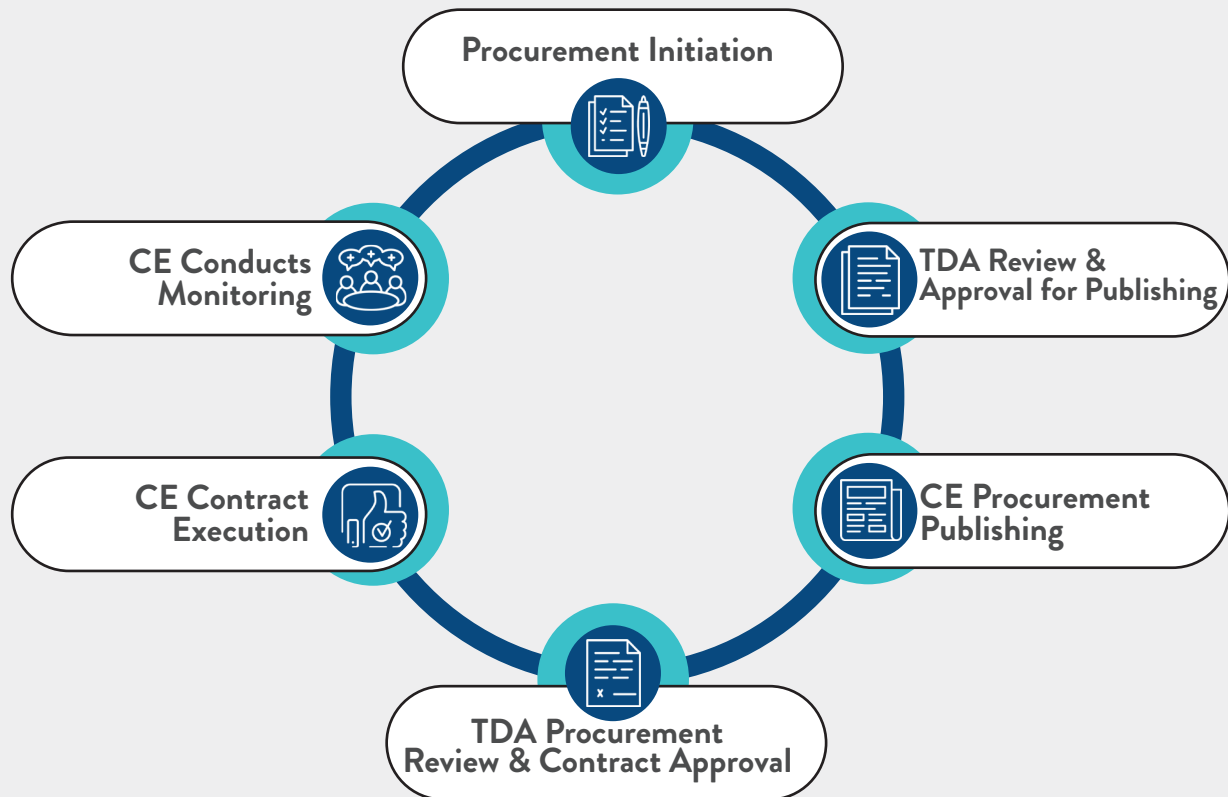 Procurement Initiation
TDA Review &
Approval for Publishing
CE Procurement
Publishing
TDA Procurement
Review & Contract Approval
CE Contract
Execution
CE Conducts
Monitoring